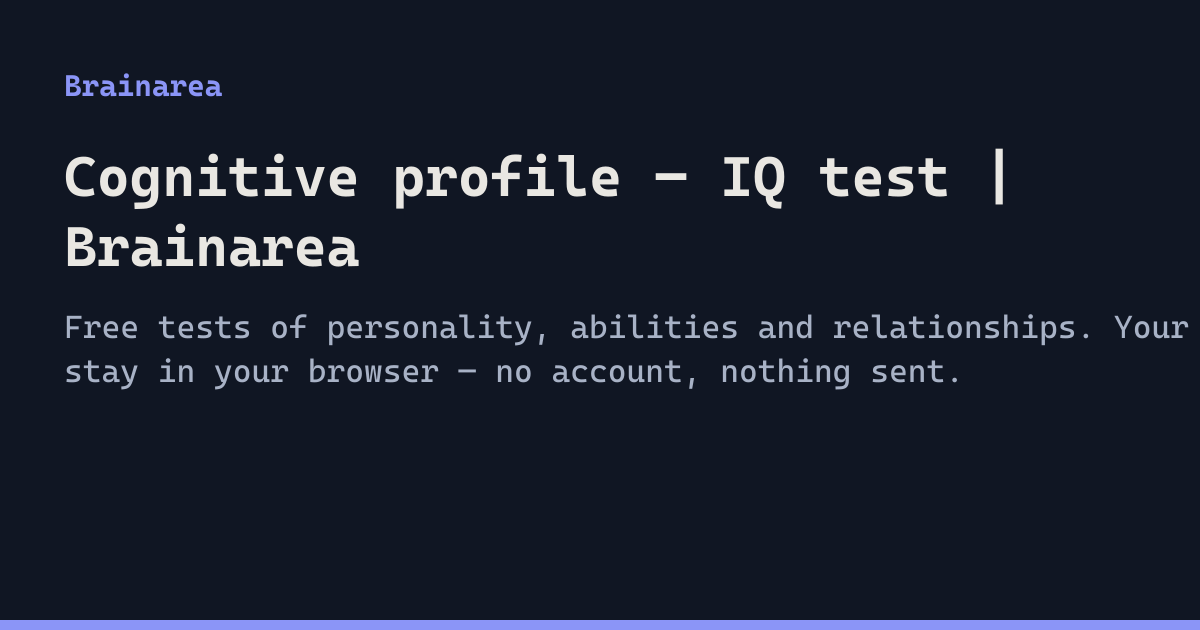 Brainarea
Cognitive profile — IQ test |
Brainarea
Free tests of personality, abilities and relationships. Your
stay in your browser — no account, nothing sent.